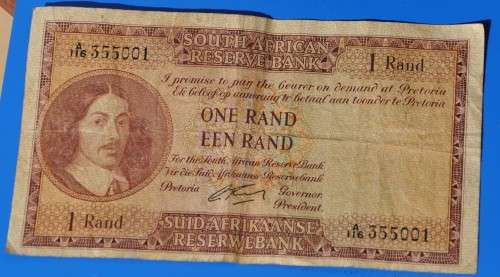 A/116 355001
SOUTH AFRICAN
RESERVE BANK
1 Rand
I promise to pay the bearer on demand at Pretoria
Ek beloof op aanvraag te betaal aan toonder te Pretoria
ONE RAND
EEN RAND
For the South African Reserve Bank
Vir die Suid-Afrikaanse Reserwebank
Pretoria Governor.
President.
1 Rand
SUID-AFRIKAANSE
RESERWEBANK
A/116 355001